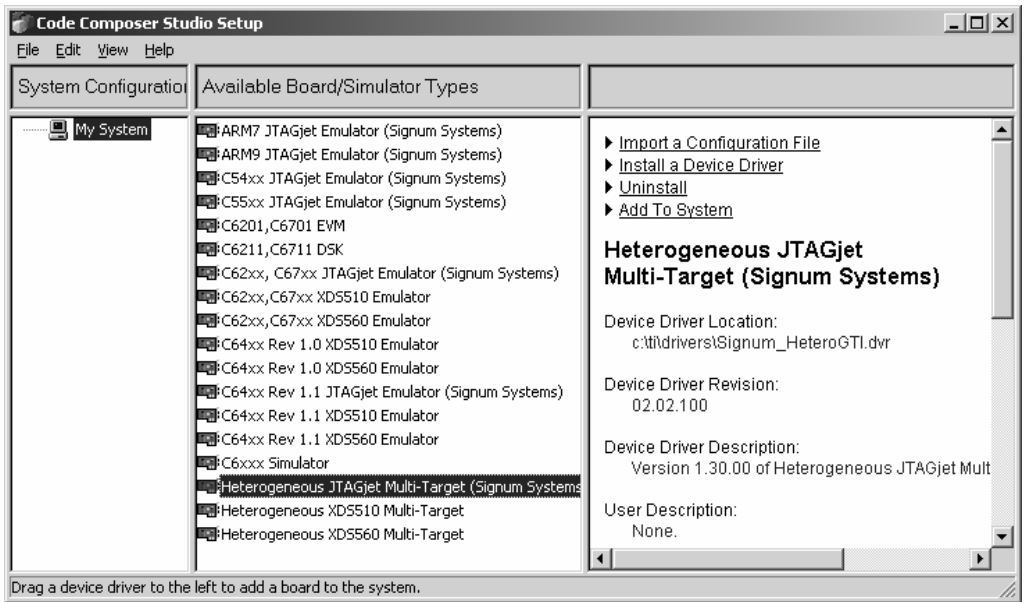 Code Composer Studio Setup
File Edit View Help
System Configuration
Available Board/Simulator Types
My System
ARM7 JTAGjet Emulator (Signum Systems)
ARM9 JTAGjet Emulator (Signum Systems)
C54xx JTAGjet Emulator (Signum Systems)
C55xx JTAGjet Emulator (Signum Systems)
C6201,C6701 EVM
C6211,C6711 DSK
C62xx, C67xx JTAGjet Emulator (Signum Systems)
C62xx,C67xx XDS510 Emulator
C62xx,C67xx XDS560 Emulator
C64xx Rev 1.0 XDS510 Emulator
C64xx Rev 1.0 XDS560 Emulator
C64xx Rev 1.1 JTAGjet Emulator (Signum Systems)
C64xx Rev 1.1 XDS510 Emulator
C64xx Rev 1.1 XDS560 Emulator
C6xxx Simulator
Heterogeneous JTAGjet Multi-Target (Signum Systems
Heterogeneous XDS510 Multi-Target
Heterogeneous XDS560 Multi-Target
Import a Configuration File
Install a Device Driver
Uninstall
Add To System
Heterogeneous JTAGjet
Multi-Target (Signum Systems)
Device Driver Location:
c:\ti\drivers\Signum_HeteroGTI.dvr
Device Driver Revision:
02.02.100
Device Driver Description:
Version 1.30.00 of Heterogeneous JTAGjet Mult
User Description:
None.
Drag a device driver to the left to add a board to the system.